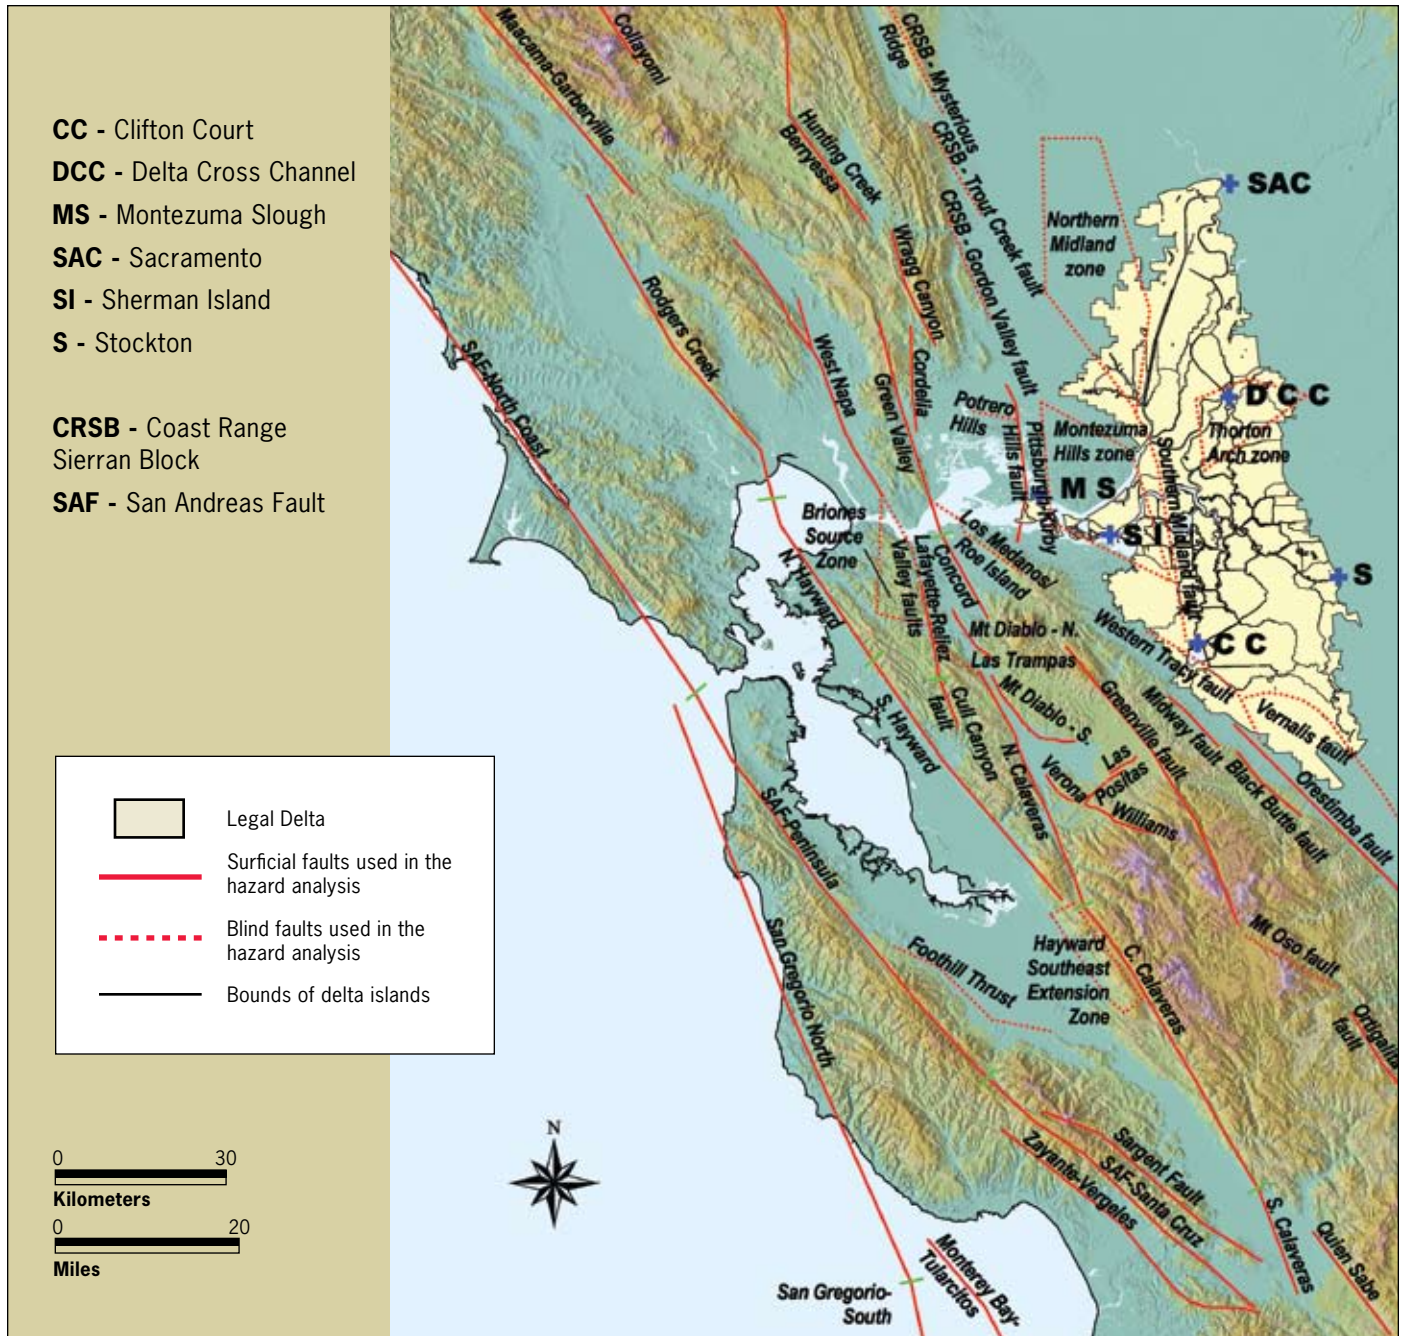 CC - Clifton Court
DCC - Delta Cross Channel
MS - Montezuma Slough
SAC - Sacramento
SI - Sherman Island
S - Stockton
CRSB - Coast Range
Sierran Block
SAF - San Andreas Fault
Legal Delta
Surficial faults used in the
hazard analysis
Blind faults used in the
hazard analysis
Bounds of delta islands
0 30
Kilometers
0 20
Miles
N
Maacama-Garberville
Collayomi
CRSB - Mysterious
Ridge
Hunting Creek
Berryessa
CRSB - Trout Creek fault
CRSB - Gordon Valley fault
Wragg Canyon
Northern
Midland
zone
SAC
Rodgers Creek
SAF-North Coast
West Napa
Green Valley
Cordelia
Potrero
Hills
Hills fault
Pittsburgh-Kirby
Montezuma
Hills zone
Southern Midland fault
D C C
Thorton
Arch zone
M S
S I
S
C C
Briones
Source
Zone
Valley faults
Lafayette-Reliez
fault
Concord
Los Medanos/
Roe Island
N. Hayward
Mt Diablo - N.
Las Trampas
Mt Diablo - S.
Western Tracy fault
Vernalis fault
Midway fault
Greenville fault
Black Butte fault
Orestimba fault
S. Hayward
Cull Canyon
N. Calaveras
Verona
Las
Positas
Williams
SAF-Peninsula
San Gregorio North
Foothill Thrust
Hayward
Southeast
Extension
Zone
C. Calaveras
Mt Oso fault
Ortigalita
fault
Sargent Fault
SAF-Santa Cruz
Zayante-Vergeles
S. Calaveras
Quien Sabe
San Gregorio-
South
Monterey Bay-
Tularcitos